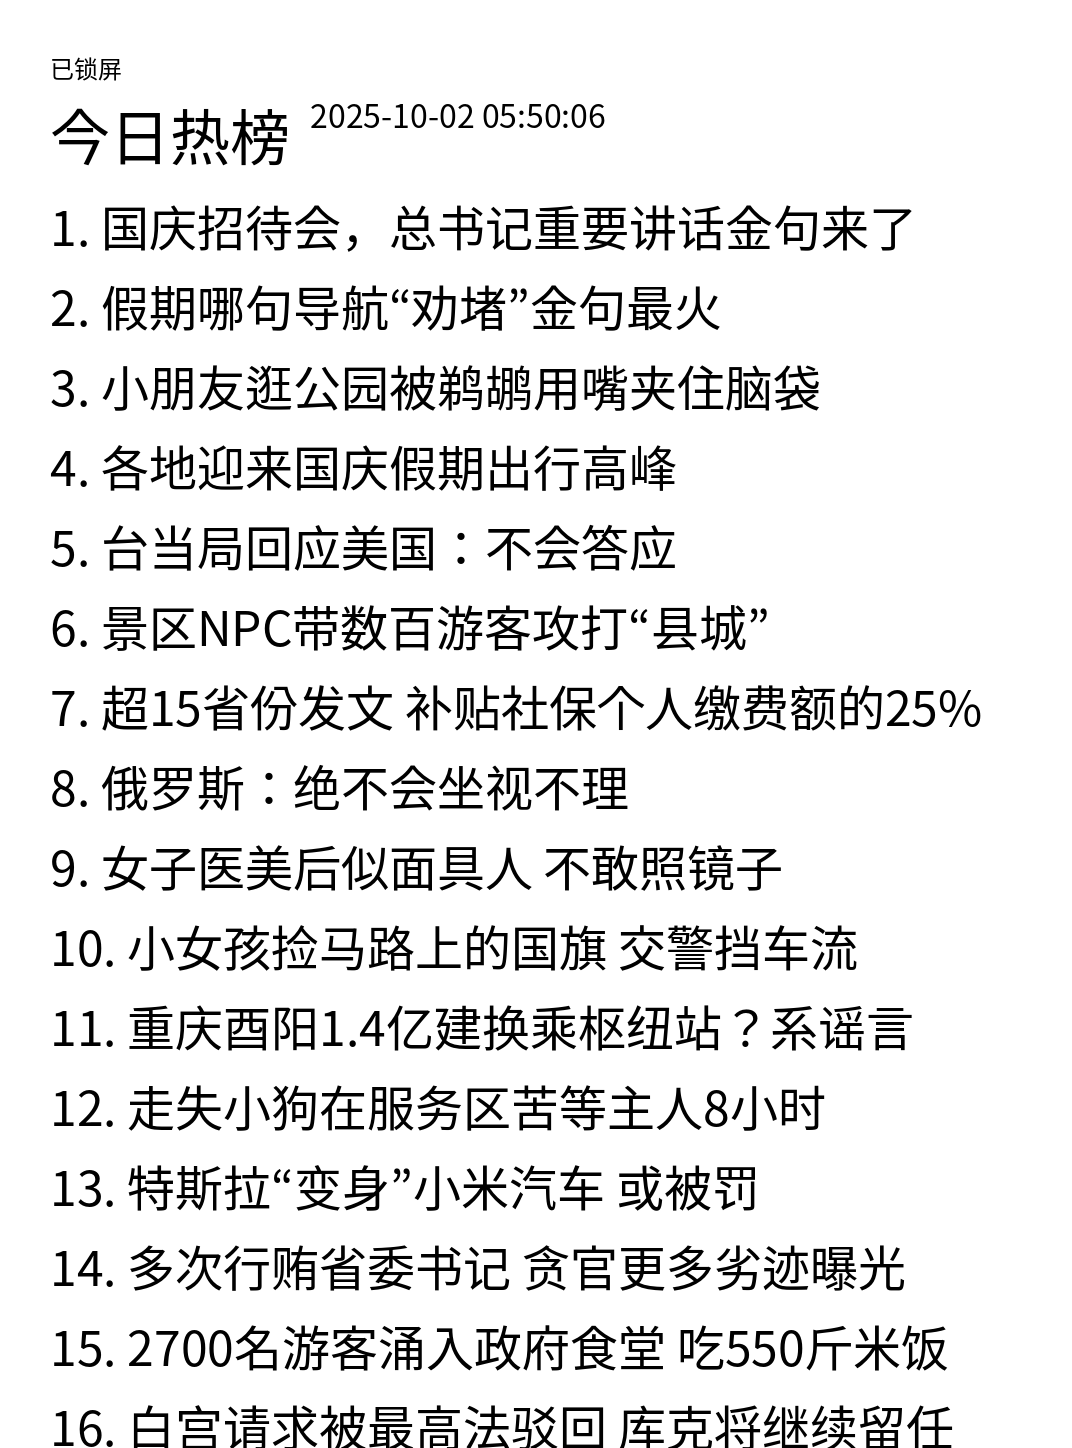 已锁屏
今日热榜 2025-10-02 05:50:06
1. 国庆招待会，总书记重要讲话金句来了
2. 假期哪句导航“劝堵”金句最火
3. 小朋友逛公园被鹈鹕用嘴夹住脑袋
4. 各地迎来国庆假期出行高峰
5. 台当局回应美国：不会答应
6. 景区NPC带数百游客攻打“县城”
7. 超15省份发文 补贴社保个人缴费额的25%
8. 俄罗斯：绝不会坐视不理
9. 女子医美后似面具人 不敢照镜子
10. 小女孩捡马路上的国旗 交警挡车流
11. 重庆酉阳1.4亿建换乘枢纽站？系谣言
12. 走失小狗在服务区苦等主人8小时
13. 特斯拉“变身”小米汽车 或被罚
14. 多次行贿省委书记 贪官更多劣迹曝光
15. 2700名游客涌入政府食堂 吃550斤米饭
16. 白宫请求被最高法驳回 库克将继续留任